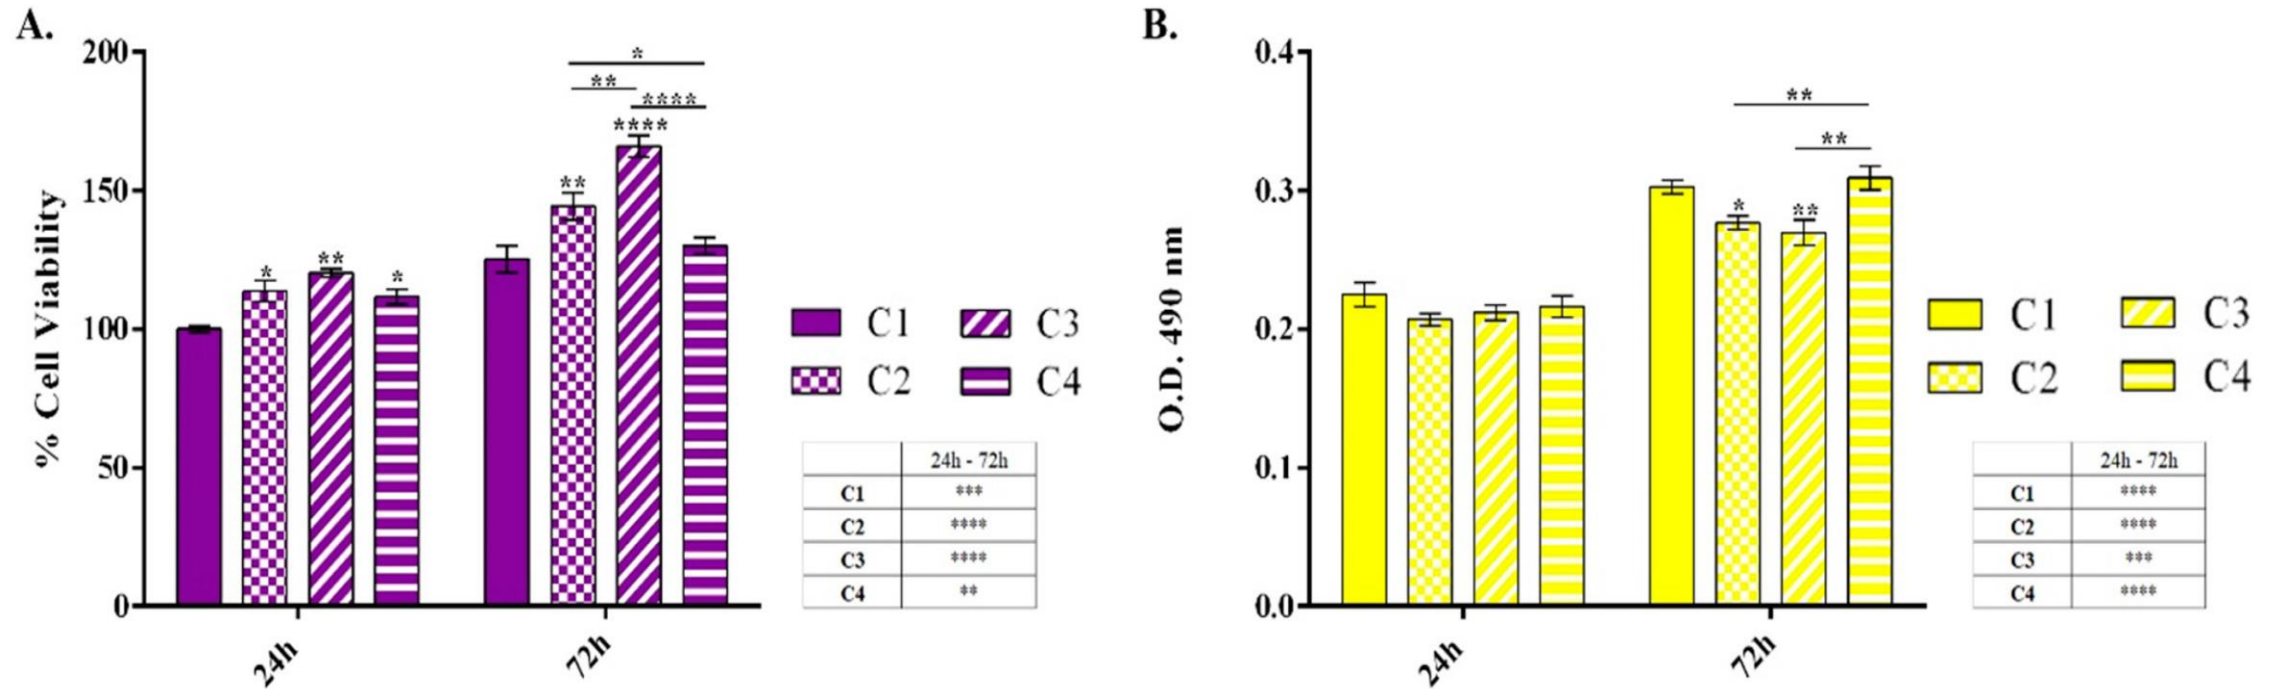 A.
% Cell Viability
200
150
100
50
0
*
**
*
**
****
*
**
****
24h
72h
C1 C3
C2 C4
24h - 72h
C1 ***
C2 ****
C3 ****
C4 **
B.
O.D. 490 nm
0.4
0.3
0.2
0.1
0.0
**
**
*
**
24h
72h
C1 C3
C2 C4
24h - 72h
C1 ****
C2 ****
C3 ***
C4 ****